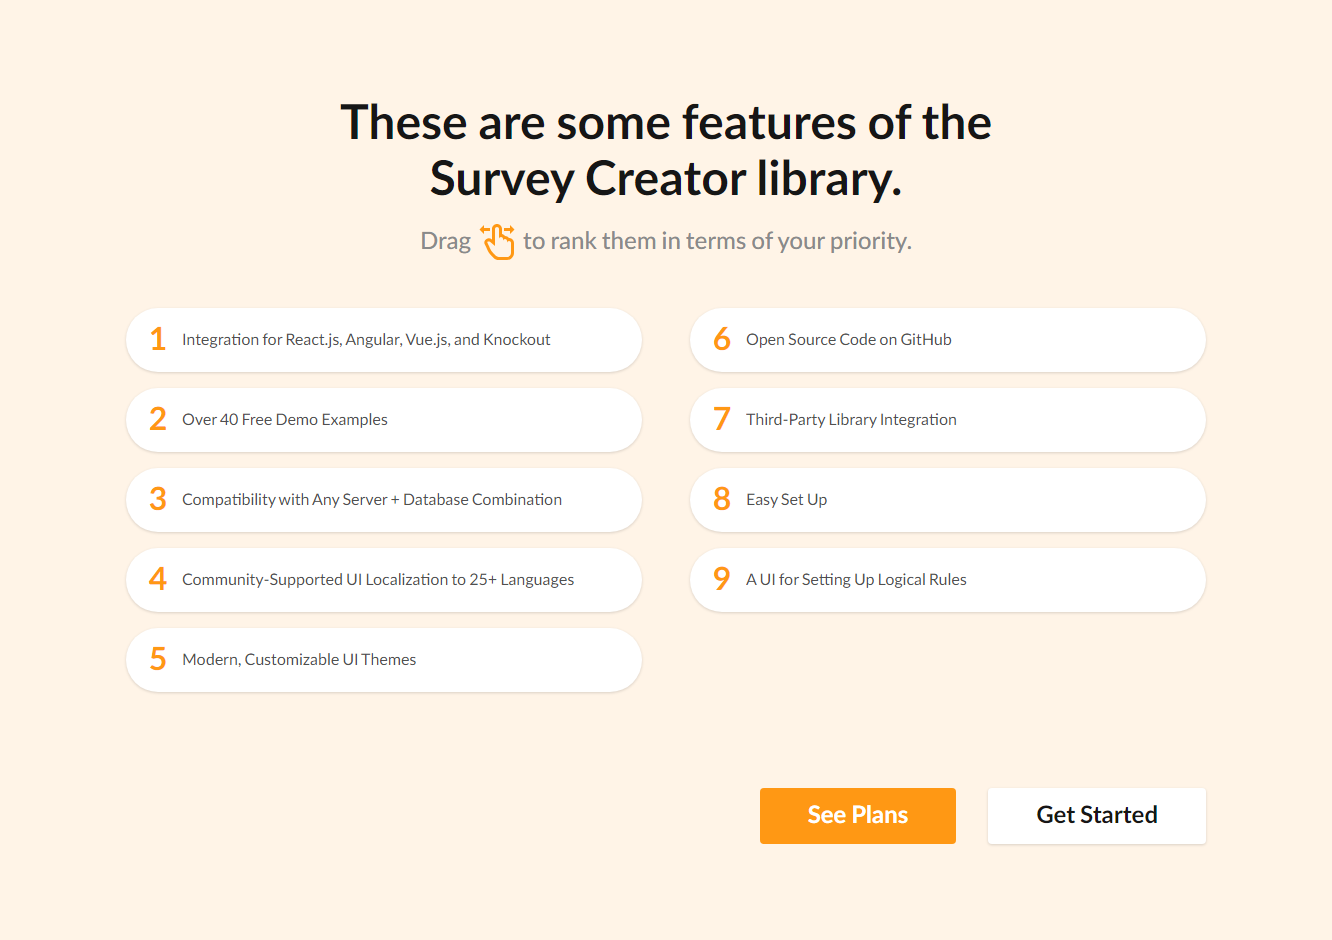 These are some features of the
Survey Creator library.
Drag to rank them in terms of your priority.
1 Integration for React.js, Angular, Vue.js, and Knockout
2 Over 40 Free Demo Examples
3 Compatibility with Any Server + Database Combination
4 Community-Supported UI Localization to 25+ Languages
5 Modern, Customizable UI Themes
6 Open Source Code on GitHub
7 Third-Party Library Integration
8 Easy Set Up
9 A UI for Setting Up Logical Rules
See Plans
Get Started